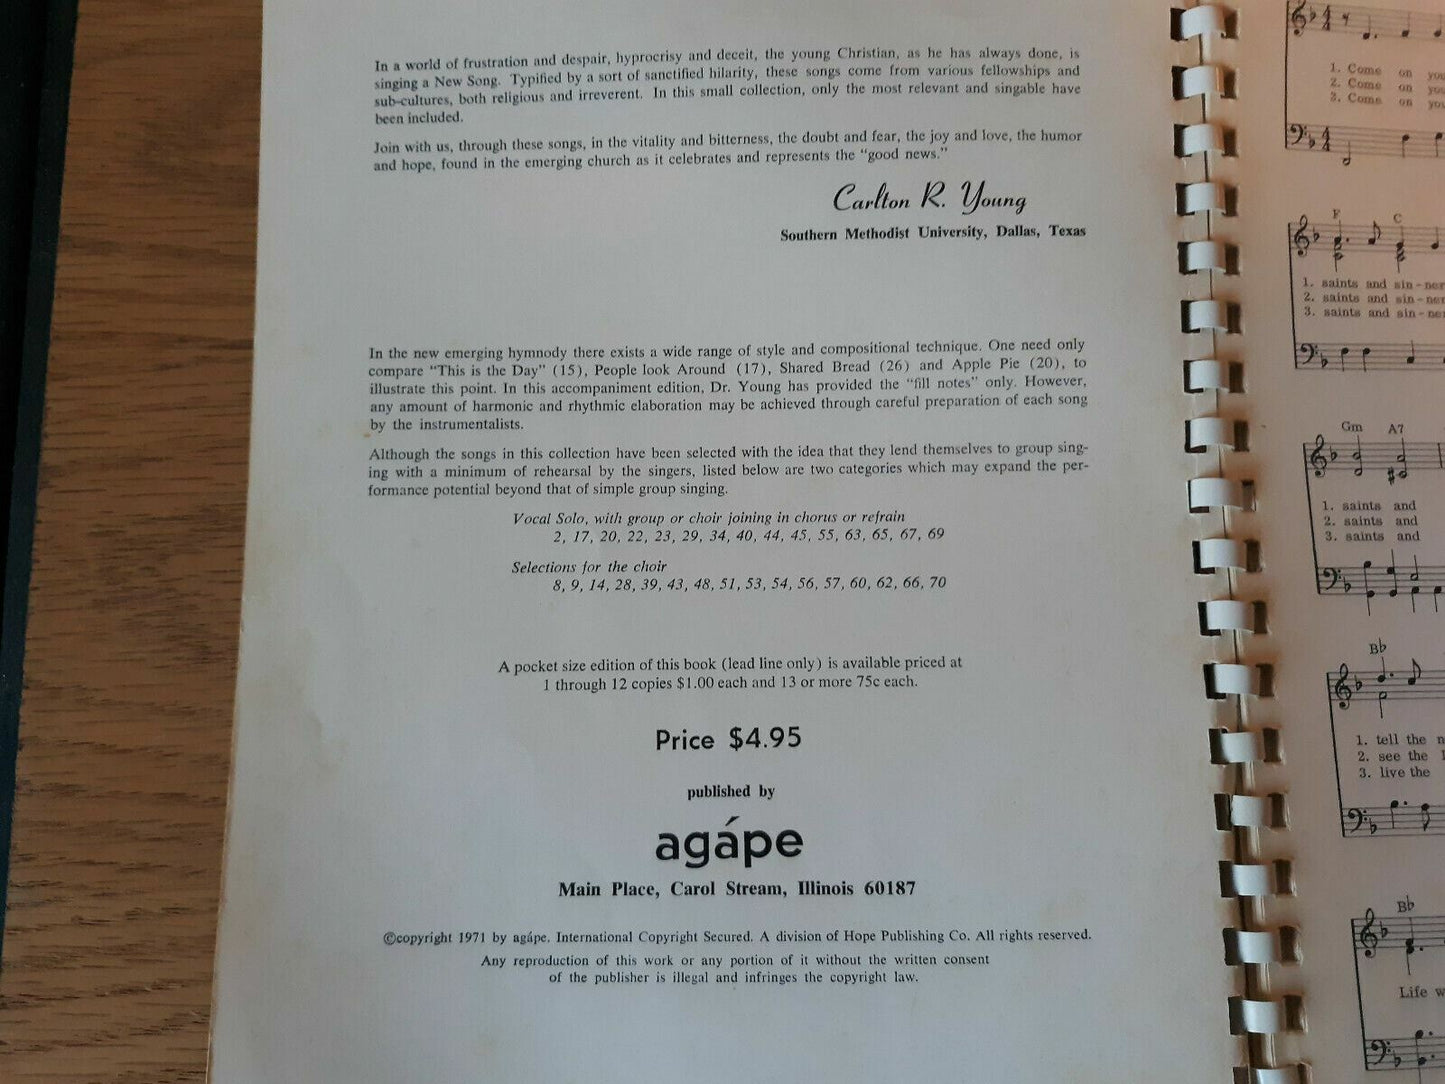 In a world of frustration and despair, hyprocrisy and deceit, the young Christian, as he has always done, is
singing a New Song. Typified by a sort of sanctified hilarity, these songs come from various fellowships and
sub-cultures, both religious and irreverent. In this small collection, only the most relevant and singable have
been included.
Join with us, through these songs, in the vitality and bitterness, the doubt and fear, the joy and love, the humor
and hope, found in the emerging church as it celebrates and represents the “good news.”
Carlton R. Young
Southern Methodist University, Dallas, Texas
In the new emerging hymnody there exists a wide range of style and compositional technique. One need only
compare “This is the Day” (15), People look Around (17), Shared Bread (26) and Apple Pie (20), to
illustrate this point. In this accompaniment edition, Dr. Young has provided the “fill notes” only. However,
any amount of harmonic and rhythmic elaboration may be achieved through careful preparation of each song
by the instrumentalists.
Although the songs in this collection have been selected with the idea that they lend themselves to group sing-
ing with a minimum of rehearsal by the singers, listed below are two categories which may expand the per-
formance potential beyond that of simple group singing.
Vocal Solo, with group or choir joining in chorus or refrain
2, 17, 20, 22, 23, 29, 34, 40, 44, 45, 55, 63, 65, 67, 69
Selections for the choir
8, 9, 14, 28, 39, 43, 48, 51, 53, 54, 56, 57, 60, 62, 66, 70
A pocket size edition of this book (lead line only) is available priced at
1 through 12 copies $1.00 each and 13 or more 75c each.
Price $4.95
published by
agápe
Main Place, Carol Stream, Illinois 60187
©copyright 1971 by agápe. International Copyright Secured. A division of Hope Publishing Co. All rights reserved.
Any reproduction of this work or any portion of it without the written consent
of the publisher is illegal and infringes the copyright law.
1. Come on
2. Come on
3. Come on
F C
1. saints and sin-
2. saints and sin-
3. saints and sin-
Gm A7
1. saints and
2. saints and
3. saints and
Bb
1. tell the
2. see the
3. live the
Bb
Life